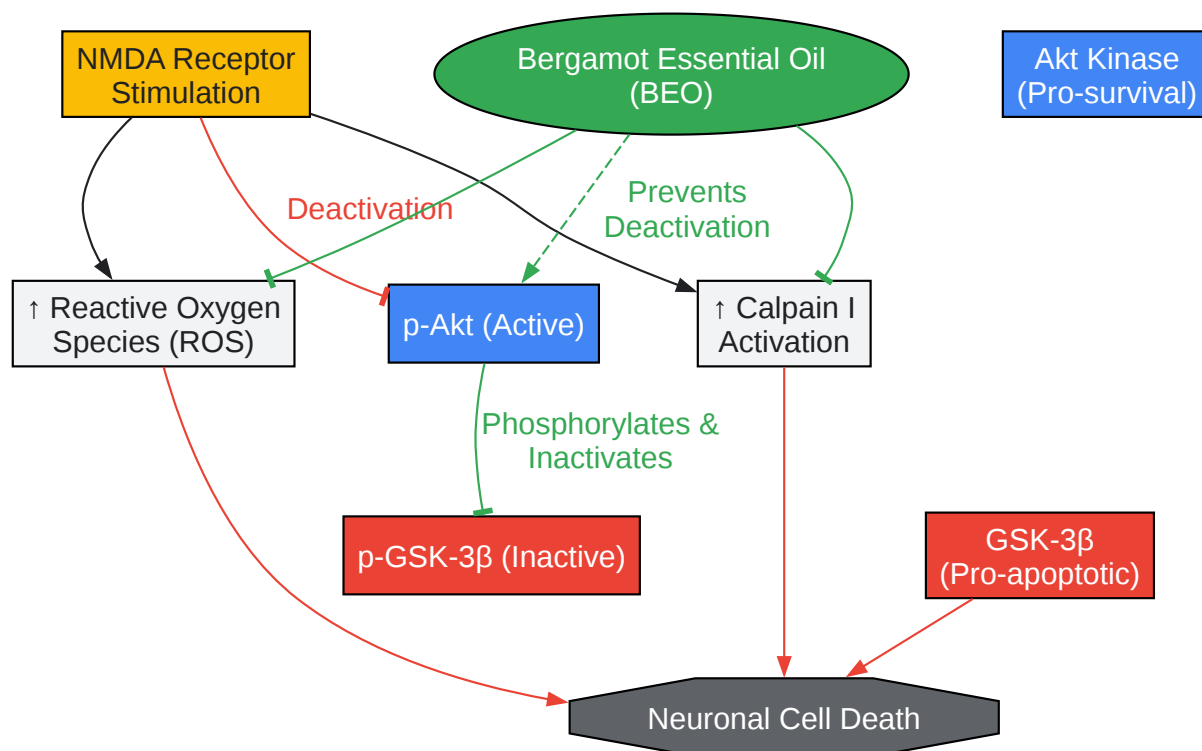 NMDA Receptor
Stimulation
Bergamot Essential Oil
(BEO)
Akt Kinase
(Pro-survival)
Deactivation
Prevents
Deactivation
↑ Reactive Oxygen
Species (ROS)
p-Akt (Active)
↑ Calpain I
Activation
Phosphorylates &
Inactivates
p-GSK-3β (Inactive)
GSK-3β
(Pro-apoptotic)
Neuronal Cell Death